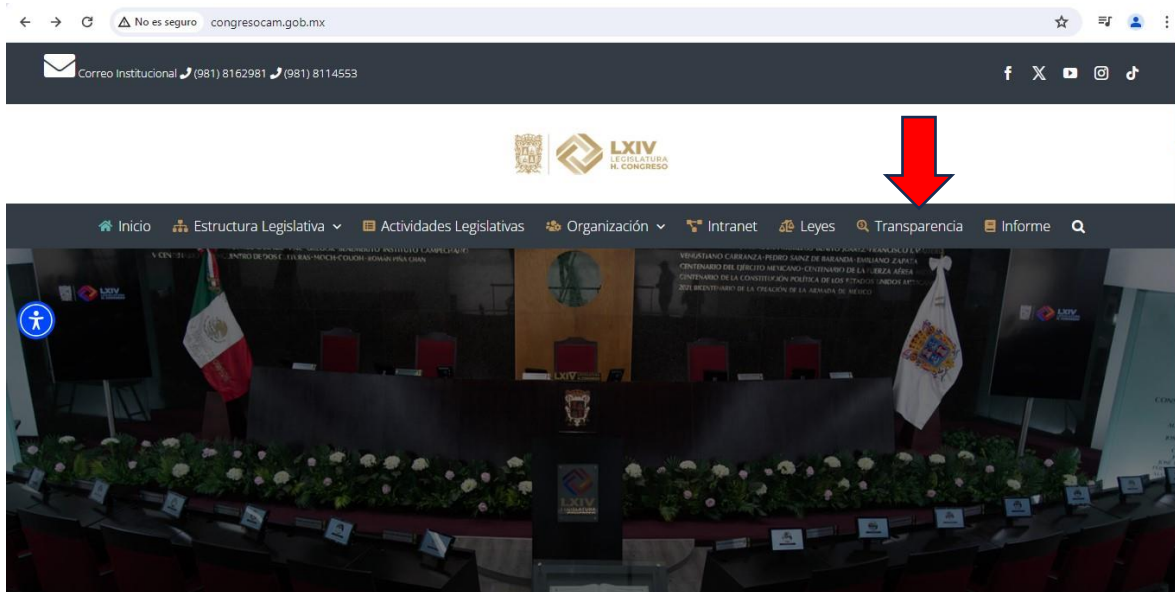 No es seguro congresocam.gob.mx
Correo Institucional (981) 8162981 (981) 8114553
LXIV
LEGISLATURA
H. CONGRESO
Inicio Estructura Legislativa Actividades Legislativas Organización Intranet Leyes Transparencia Informe
VENUSTIANO CARRANZA-PEDRO SAINZ DE BARANDA-EMILIANO ZAPATA
CENTENARIO DEL EJÉRCITO MEXICANO-CENTENARIO DE LA FUERZA AÉREA
CENTENARIO DE LA CONSTITUCIÓN POLÍTICA DE LOS ESTADOS UNIDOS
2021 BICENTENARIO DE LA CREACIÓN DE LA ARMADA DE MÉXICO
LXIV
LXIV
LXIV
LXIV